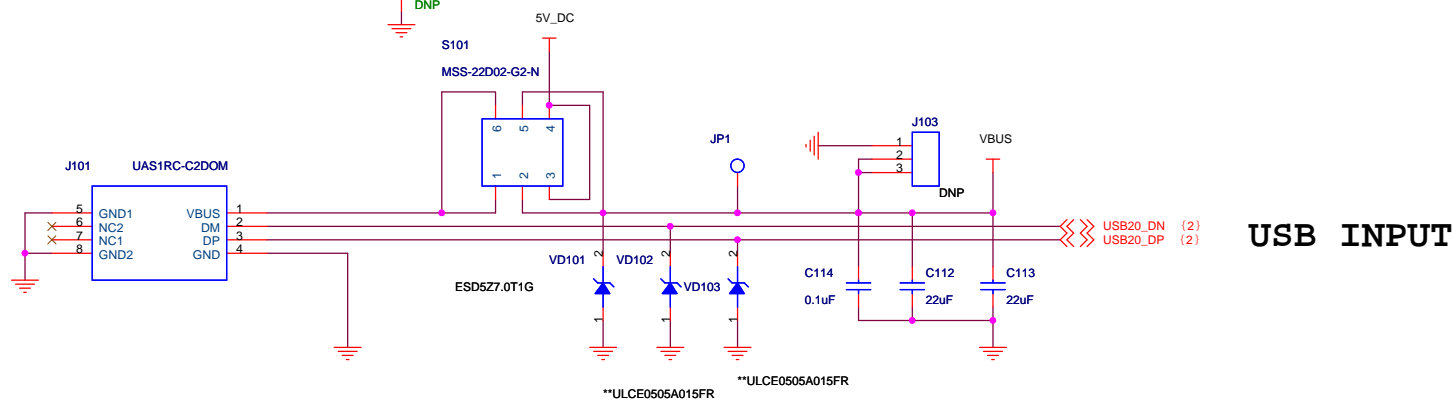 DNP
5V_DC
S101
MSS-22D02-G2-N
6 5 4
1 2 3
J103
JP1
VBUS
1
2
3
DNP
J101 UAS1RC-C2DOM
5 GND1 VBUS 1
6 NC2 DM 2
7 NC1 DP 3
8 GND2 GND 4
USB20_DN {2}
USB20_DP {2}
USB INPUT
2 2 2
VD101 VD102
VD103
ESD5Z7.0T1G
1 1 1
C114 C112 C113
0.1uF 22uF 22uF
**ULCE0505A015FR
**ULCE0505A015FR